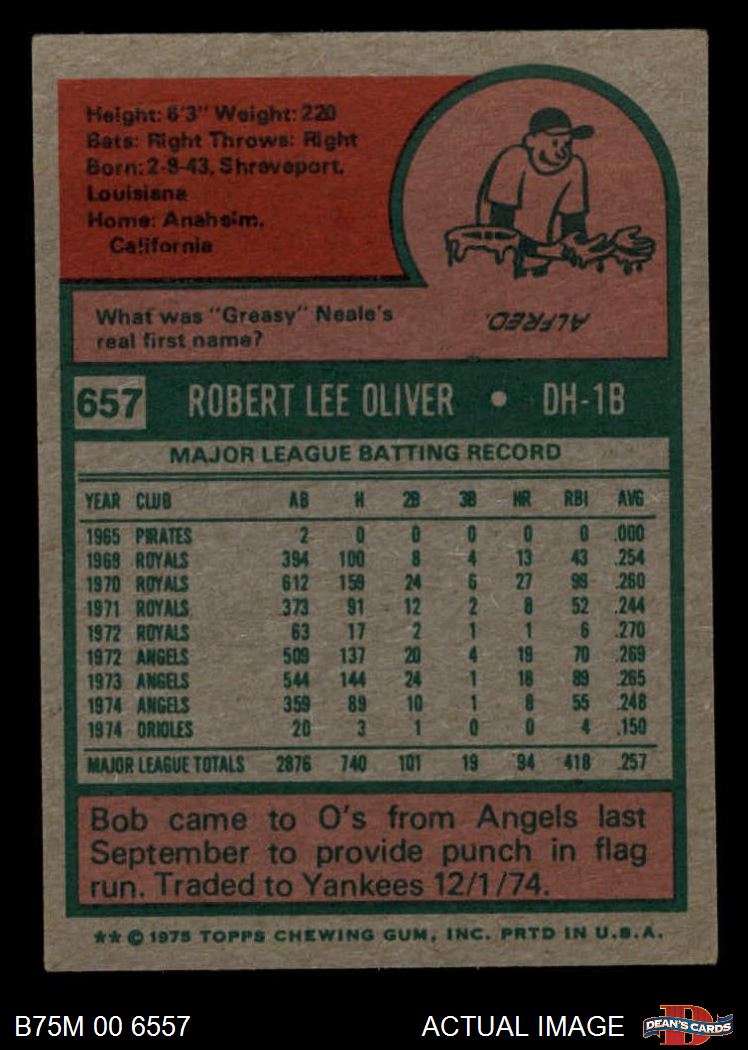 Height: 6'3" Weight: 220
Bats: Right Throws: Right
Born: 2-8-43, Shreveport,
Louisiana
Home: Anaheim,
California
What was "Greasy" Neale's
real first name?
ALFRED.
657 ROBERT LEE OLIVER • DH-1B
MAJOR LEAGUE BATTING RECORD
YEAR CLUB AB H 2B 3B HR RBI AVG
1965 PIRATES 2 0 0 0 0 0 .000
1969 ROYALS 394 100 8 4 13 43 .254
1970 ROYALS 612 159 24 6 27 99 .260
1971 ROYALS 373 91 12 2 8 52 .244
1972 ROYALS 63 17 2 1 1 6 .270
1972 ANGELS 509 137 20 4 19 70 .269
1973 ANGELS 544 144 24 1 18 89 .265
1974 ANGELS 359 89 10 1 8 55 .248
1974 ORIOLES 20 3 1 0 0 4 .150
MAJOR LEAGUE TOTALS 2876 740 101 19 94 418 .257
Bob came to O's from Angels last
September to provide punch in flag
run. Traded to Yankees 12/1/74.
** © 1975 TOPPS CHEWING GUM, INC. PRTD IN U.S.A.
B75M 00 6557 ACTUAL IMAGE DEAN'S CARDS